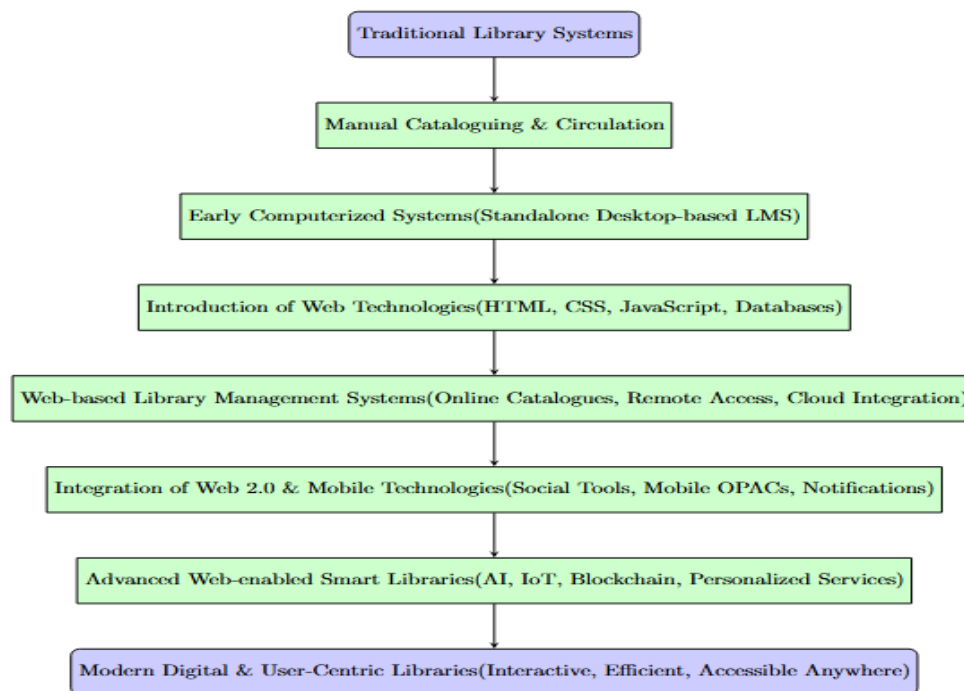 Traditional Library Systems
Manual Cataloguing & Circulation
Early Computerized Systems(Standalone Desktop-based LMS)
Introduction of Web Technologies(HTML, CSS, JavaScript, Databases)
Web-based Library Management Systems(Online Catalogues, Remote Access, Cloud Integration)
Integration of Web 2.0 & Mobile Technologies(Social Tools, Mobile OPACs, Notifications)
Advanced Web-enabled Smart Libraries(AI, IoT, Blockchain, Personalized Services)
Modern Digital & User-Centric Libraries(Interactive, Efficient, Accessible Anywhere)